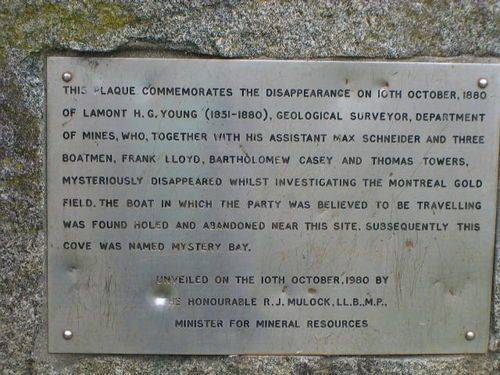 THIS PLAQUE COMMEMORATES THE DISAPPEARANCE ON 10TH OCTOBER, 1880
OF LAMONT H.G. YOUNG (1851-1880), GEOLOGICAL SURVEYOR, DEPARTMENT
OF MINES, WHO, TOGETHER WITH HIS ASSISTANT MAX SCHNEIDER AND THREE
BOATMEN, FRANK LLOYD, BARTHOLOMEW CASEY AND THOMAS TOWERS,
MYSTERIOUSLY DISAPPEARED WHILST INVESTIGATING THE MONTREAL GOLD
FIELD. THE BOAT IN WHICH THE PARTY WAS BELIEVED TO BE TRAVELLING
WAS FOUND HOLED AND ABANDONED NEAR THIS SITE. SUBSEQUENTLY THIS
COVE WAS NAMED MYSTERY BAY.
UNVEILED ON THE 10TH OCTOBER, 1980 BY
THE HONOURABLE R.J. MULOCK, LL.B., M.P.,
MINISTER FOR MINERAL RESOURCES